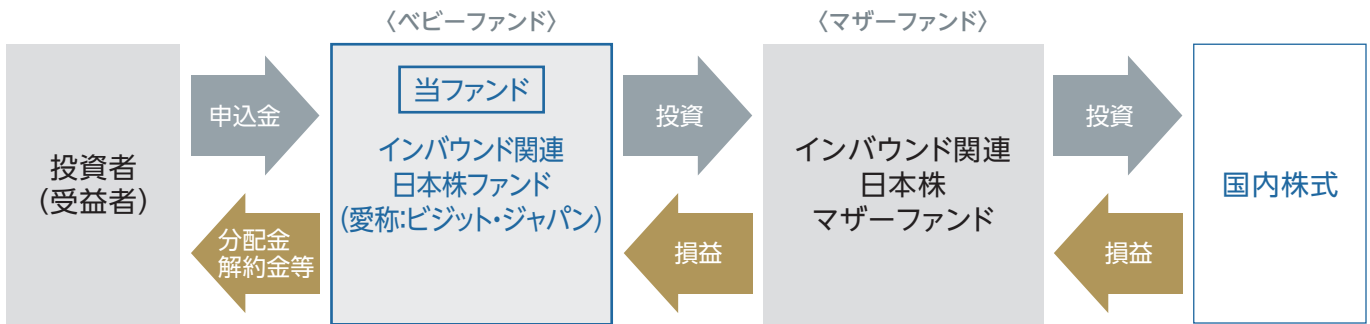 〈ベビーファンド〉
〈マザーファンド〉
投資者
(受益者)
申込金
分配金
解約金等
当ファンド
インバウンド関連
日本株ファンド
(愛称:ビジット・ジャパン)
投資
損益
インバウンド関連
日本株
マザーファンド
投資
損益
国内株式